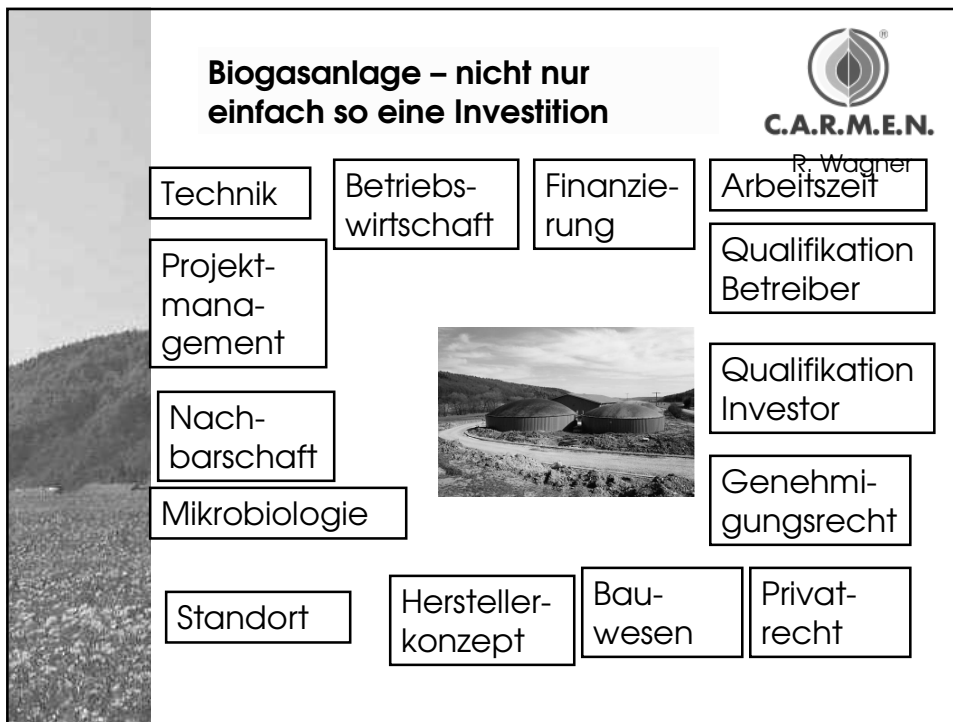 Biogasanlage – nicht nur
einfach so eine Investition
®
C.A.R.M.E.N.
R. Wagner
Technik
Betriebs-
wirtschaft
Finanzie-
rung
Arbeitszeit
Projekt-
mana-
gement
Qualifikation
Betreiber
Qualifikation
Investor
Nach-
barschaft
Mikrobiologie
Genehmi-
gungsrecht
Standort
Hersteller-
konzept
Bau-
wesen
Privat-
recht